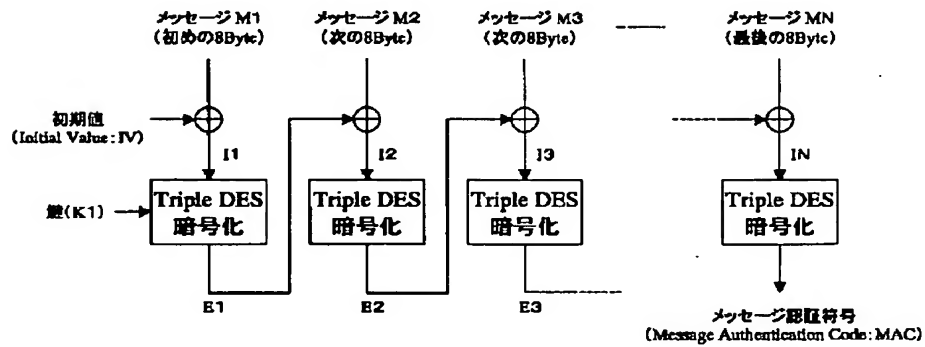 メッセージ M1
(初めの8Byte)
メッセージ M2
(次の8Byte)
メッセージ M3
(次の8Byte)
メッセージ MN
(最後の8Byte)
初期値
(Initial Value: IV)
I1
I2
I3
IN
鍵(K1)
Triple DES
暗号化
Triple DES
暗号化
Triple DES
暗号化
Triple DES
暗号化
E1
E2
E3
メッセージ認証符号
(Message Authentication Code: MAC)